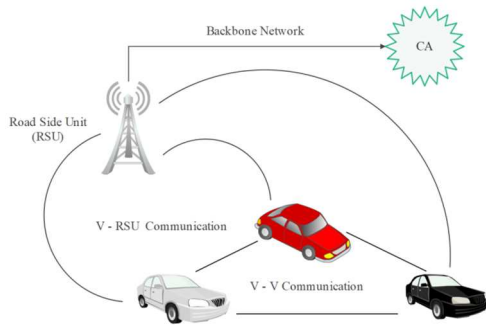 Backbone Network
CA
Road Side Unit
(RSU)
V - RSU Communication
V - V Communication